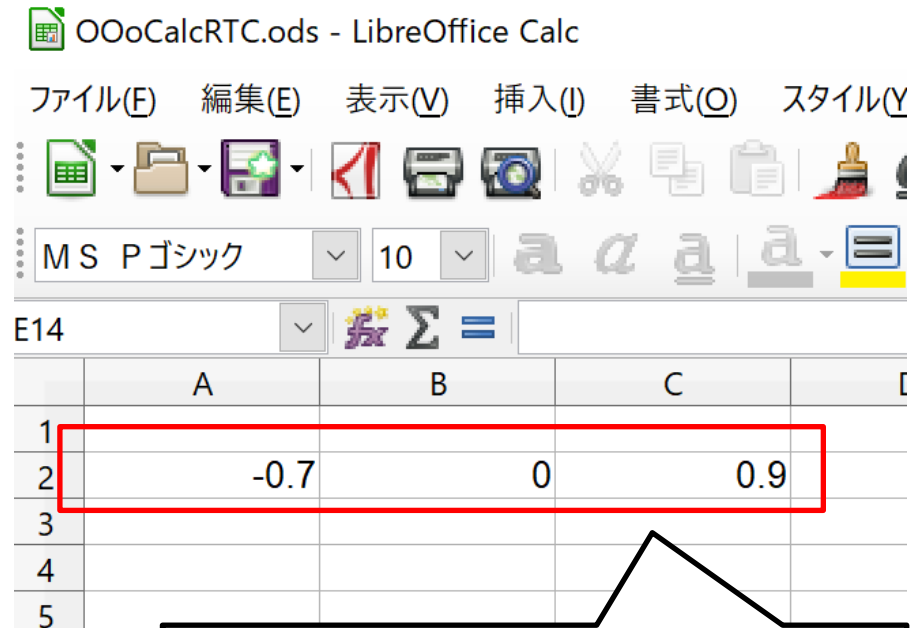 OOoCalcRTC.ods - LibreOffice Calc
ファイル(F) 編集(E) 表示(V) 挿入(I) 書式(O) スタイル(Y
ＭＳ Ｐゴシック 10
E14
A B C
1
2 -0.7 0 0.9
3
4
5